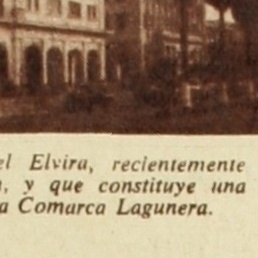 el Elvira, recientemente
, y que constituye una
a Comarca Lagunera.